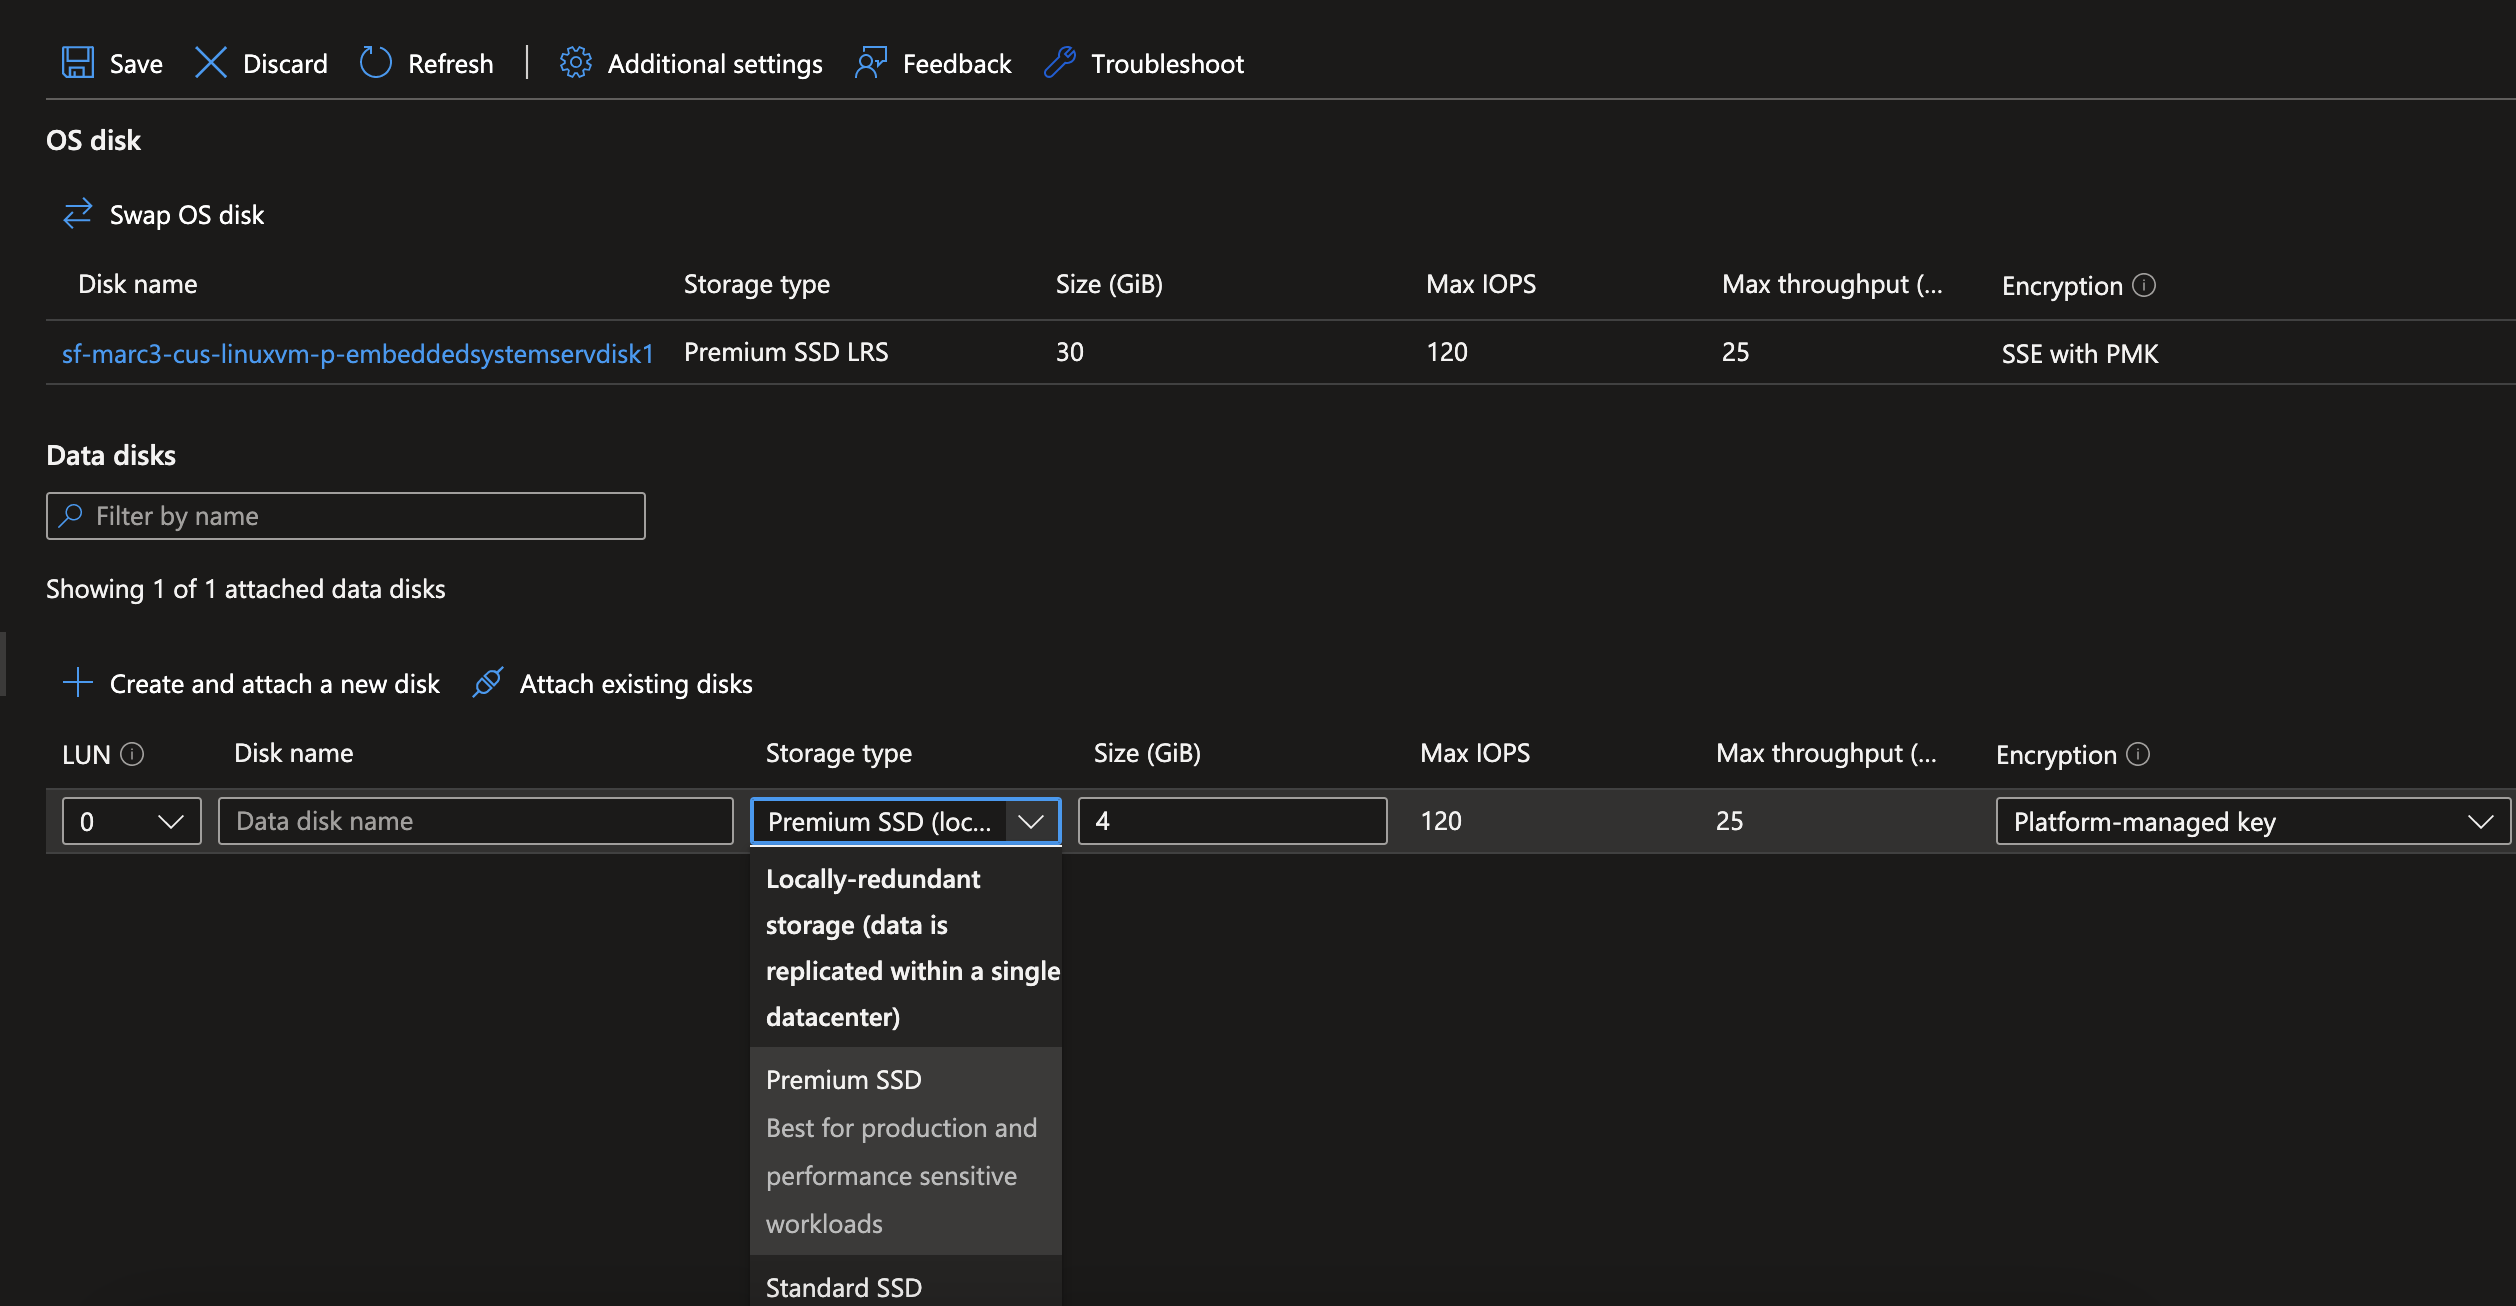 Save Discard Refresh Additional settings Feedback Troubleshoot
OS disk
Swap OS disk
Disk name Storage type Size (GiB) Max IOPS Max throughput (... Encryption
sf-marc3-cus-linuxvm-p-embeddedsystemservdisk1 Premium SSD LRS 30 120 25 SSE with PMK
Data disks
Filter by name
Showing 1 of 1 attached data disks
Create and attach a new disk Attach existing disks
LUN Disk name Storage type Size (GiB) Max IOPS Max throughput (... Encryption
0 Data disk name Premium SSD (loc... 4 120 25 Platform-managed key
Locally-redundant
storage (data is
replicated within a single
datacenter)
Premium SSD
Best for production and
performance sensitive
workloads
Standard SSD